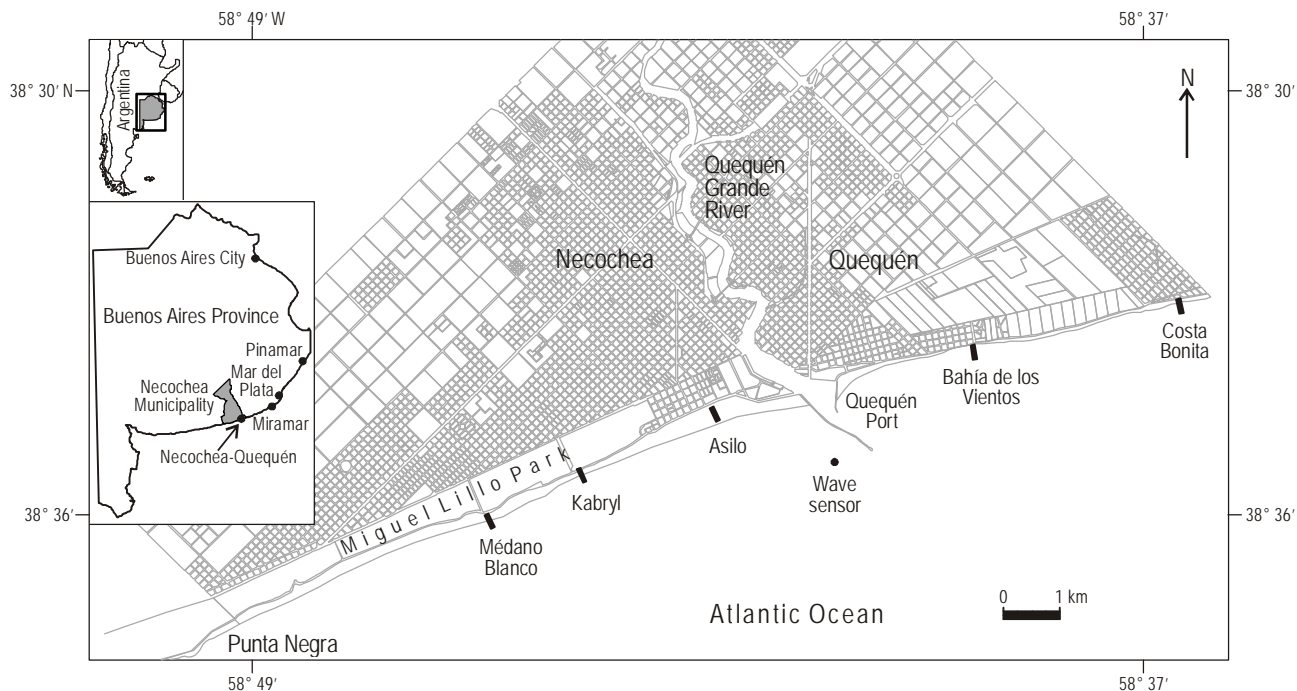 58° 49′ W
58° 37′
38° 30′ N
38° 30′
N
Argentina
Quequén
Grande
River
Necochea
Quequén
Buenos Aires City
Buenos Aires Province
Pinamar
Mar del
Plata
Necochea
Municipality
Miramar
Necochea-Quequén
Costa
Bonita
Bahía de los
Vientos
Quequén
Port
Asilo
Wave
sensor
Kabryl
Miguel Lillo Park
Médano
Blanco
38° 36′
38° 36′
0 1 km
Atlantic Ocean
Punta Negra
58° 49′
58° 37′